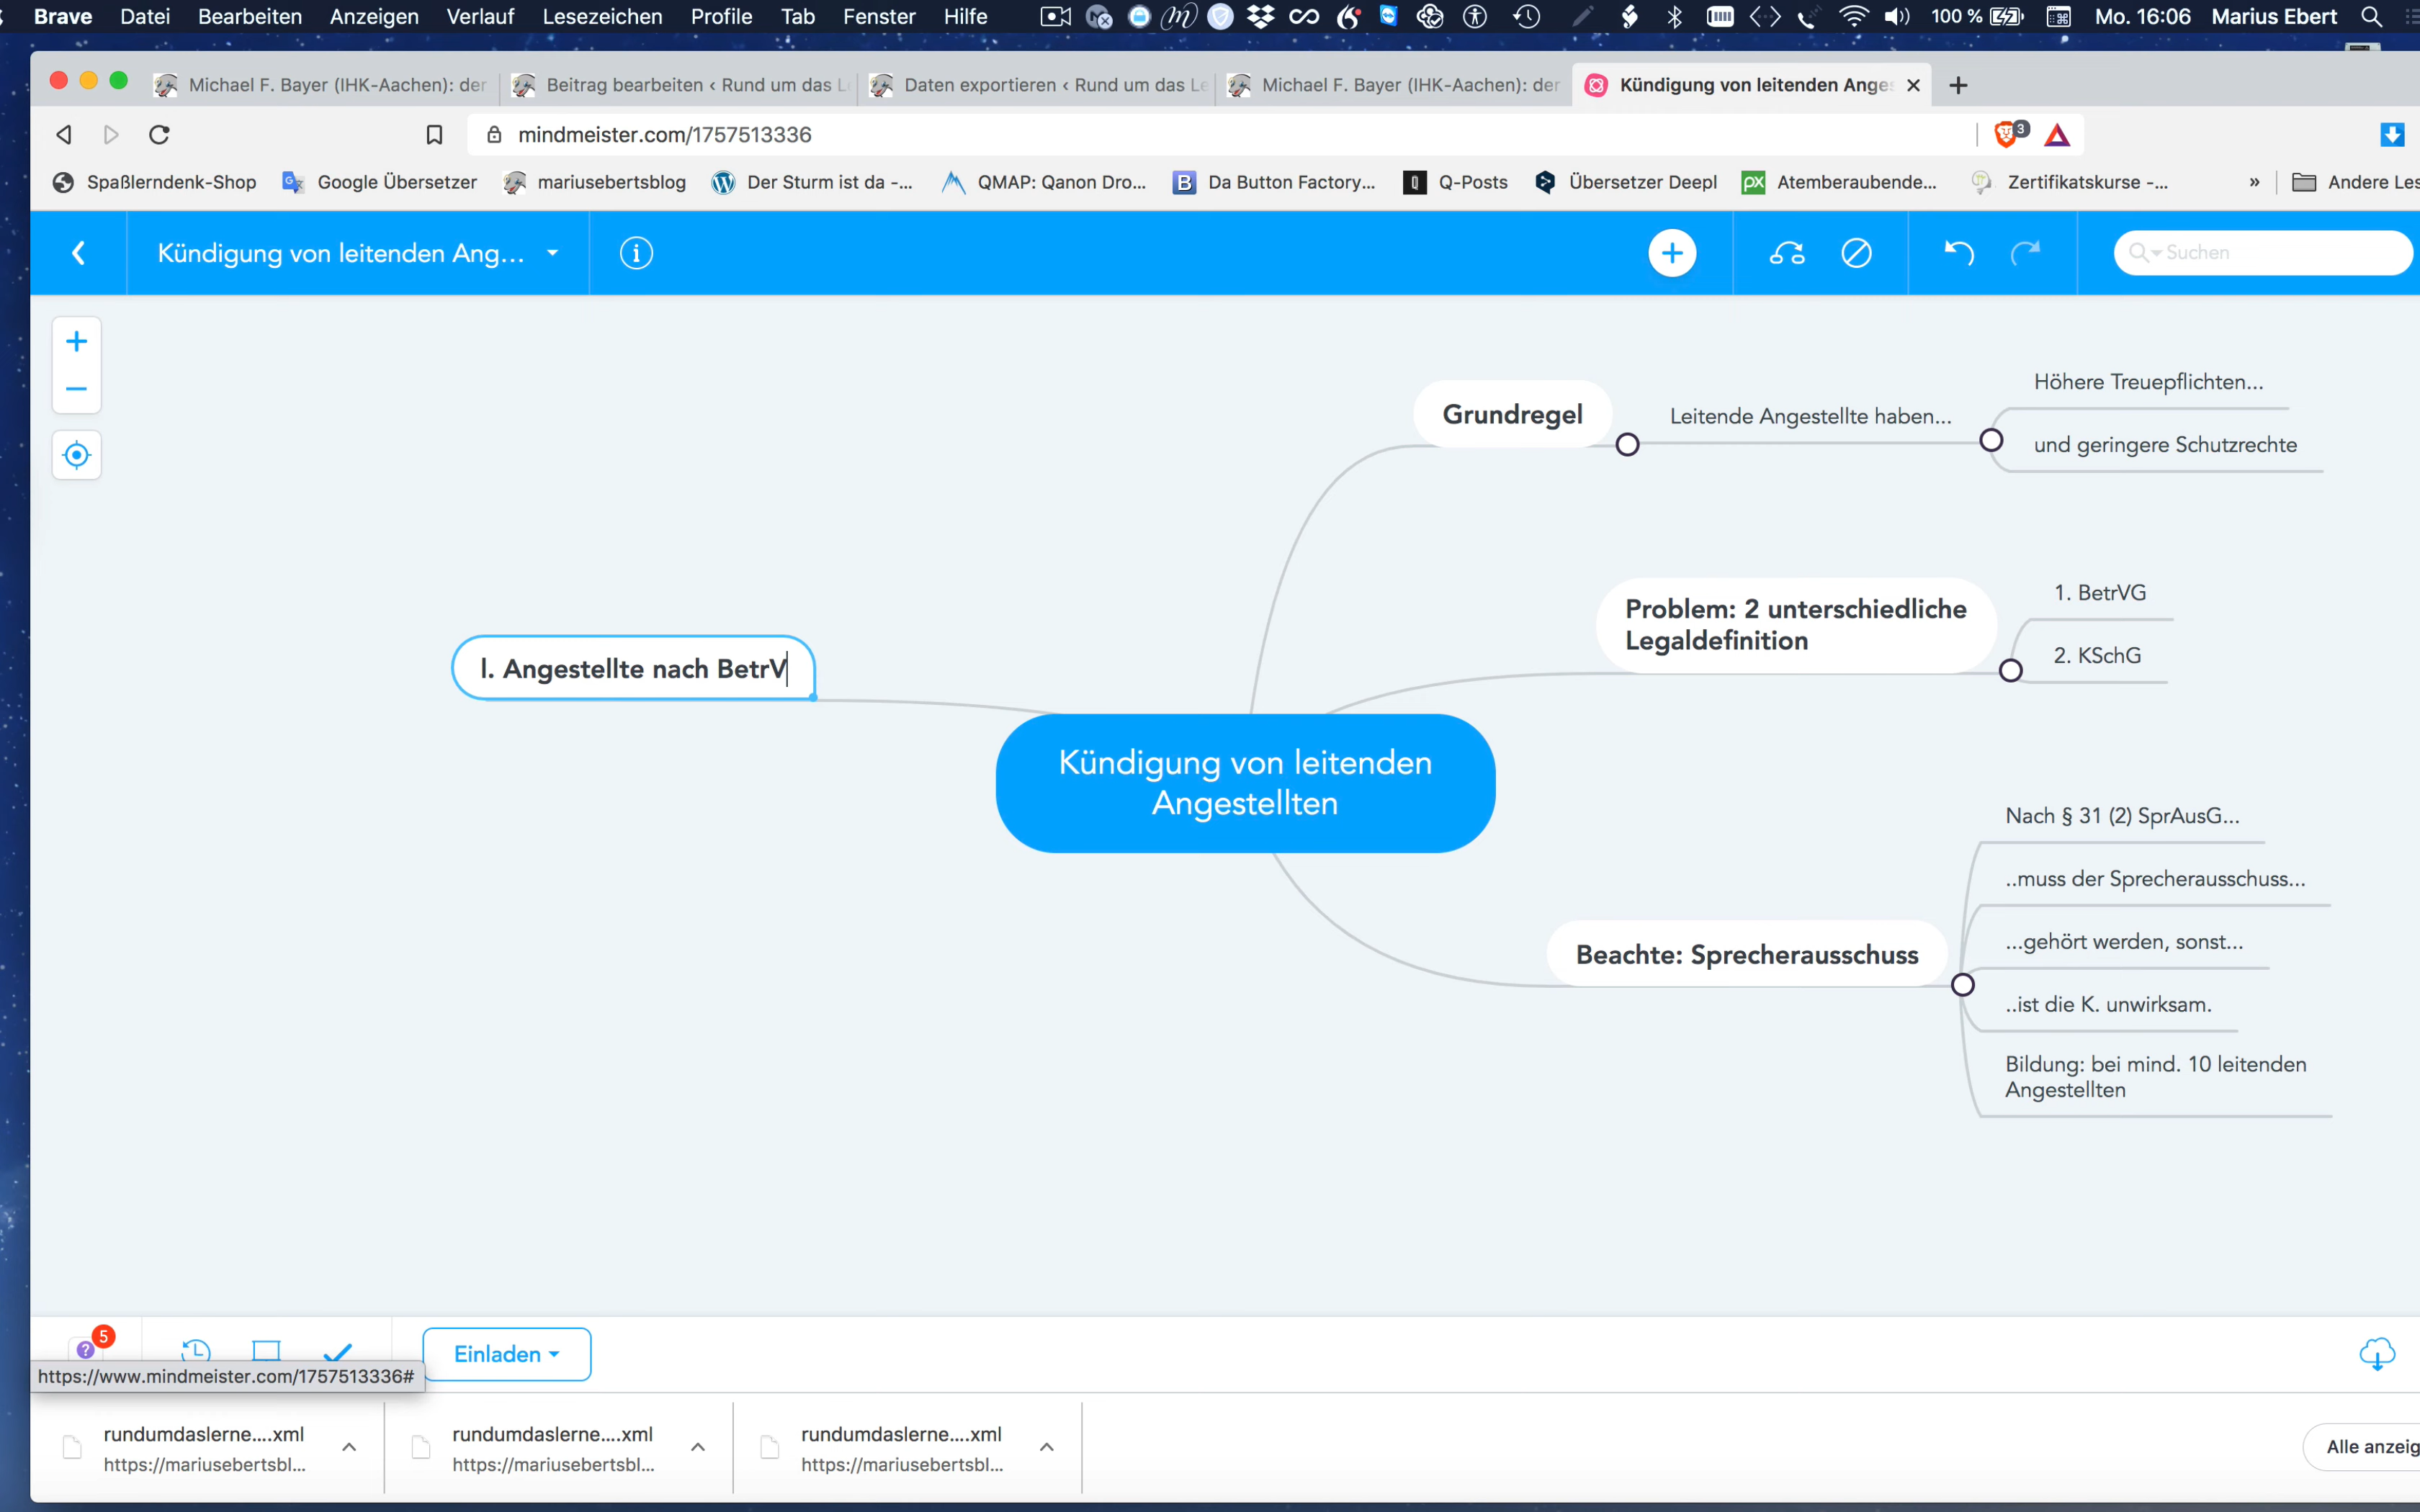 Brave Datei Bearbeiten Anzeigen Verlauf Lesezeichen Profile Tab Fenster Hilfe 100 % Mo. 16:06 Marius Ebert
Michael F. Bayer (IHK-Aachen): der
Beitrag bearbeiten ‹ Rund um das L
Daten exportieren ‹ Rund um das Le
Michael F. Bayer (IHK-Aachen): der
Kündigung von leitenden Anges
mindmeister.com/1757513336
3
Spaßlerndenk-Shop
Google Übersetzer
mariusebertsblog
Der Sturm ist da -...
QMAP: Qanon Dro...
Da Button Factory...
Q-Posts
Übersetzer Deepl
Atemberaubende...
Zertifikatskurse -...
»
Andere Les
Kündigung von leitenden Ang...
Suchen
Grundregel
Leitende Angestellte haben...
Höhere Treuepflichten...
und geringere Schutzrechte
Problem: 2 unterschiedliche
Legaldefinition
1. BetrVG
2. KSchG
l. Angestellte nach BetrV
Kündigung von leitenden
Angestellten
Beachte: Sprecherausschuss
Nach § 31 (2) SprAusG...
..muss der Sprecherausschuss...
...gehört werden, sonst...
..ist die K. unwirksam.
Bildung: bei mind. 10 leitenden
Angestellten
5
Einladen
https://www.mindmeister.com/1757513336#
rundumdaslerne....xml
https://mariusebertsbl...
rundumdaslerne....xml
https://mariusebertsbl...
rundumdaslerne....xml
https://mariusebertsbl...
Alle anzeig